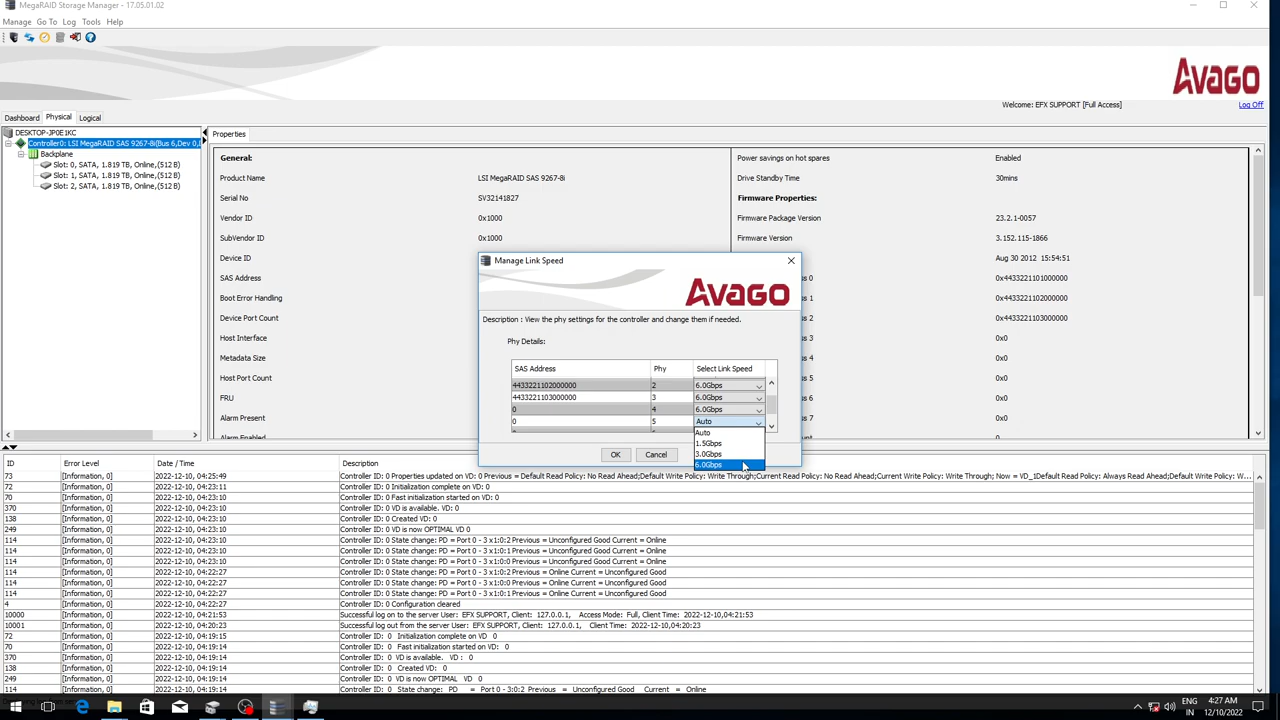 MegaRAID Storage Manager - 17.05.01.02
Manage Go To Log Tools Help
Avago
Welcome: EFX SUPPORT [Full Access]
Log Off
Dashboard Physical Logical
DESKTOP-JP0E1KC
Controller0: LSI MegaRAID SAS 9267-8i(Bus 6,Dev 0,
Backplane
Slot: 0, SATA, 1.819 TB, Online,(512 B)
Slot: 1, SATA, 1.819 TB, Online,(512 B)
Slot: 2, SATA, 1.819 TB, Online,(512 B)
Properties
General:
Product Name LSI MegaRAID SAS 9267-8i
Serial No SV32141827
Vendor ID 0x1000
SubVendor ID 0x1000
Device ID
SAS Address
Boot Error Handling
Device Port Count
Host Interface
Metadata Size
Host Port Count
FRU
Alarm Present
Alarm Enabled
Power savings on hot spares Enabled
Drive Standby Time 30mins
Firmware Properties:
Firmware Package Version 23.2.1-0057
Firmware Version 3.152.115-1866
Aug 30 2012 15:54:51
ss 0 0x4433221101000000
ss 1 0x4433221102000000
ss 2 0x4433221103000000
ss 3 0x0
ss 4 0x0
ss 5 0x0
ss 6 0x0
ss 7 0x0
Manage Link Speed
Avago
Description : View the phy settings for the controller and change them if needed.
Phy Details:
SAS Address Phy Select Link Speed
4433221102000000 2 6.0Gbps
4433221103000000 3 6.0Gbps
0 4 6.0Gbps
0 5 Auto
Auto
1.5Gbps
3.0Gbps
6.0Gbps
OK Cancel
ID Error Level Date / Time Description
73 [Information, 0] 2022-12-10, 04:25:49 Controller ID: 0 Properties updated on VD: 0 Previous = Default Read Policy: No Read Ahead;Default Write Policy: Write Through;Current Read Policy: No Read Ahead;Current Write Policy: Write Through; Now = VD_1Default Read Policy: Always Read Ahead;Default Write Policy: W...
72 [Information, 0] 2022-12-10, 04:23:10 Controller ID: 0 Initialization complete on VD: 0
70 [Information, 0] 2022-12-10, 04:23:10 Controller ID: 0 Fast initialization started on VD: 0
370 [Information, 0] 2022-12-10, 04:23:10 Controller ID: 0 VD is available. VD: 0
138 [Information, 0] 2022-12-10, 04:23:10 Controller ID: 0 Created VD: 0
249 [Information, 0] 2022-12-10, 04:23:10 Controller ID: 0 VD is now OPTIMAL VD 0
114 [Information, 0] 2022-12-10, 04:23:10 Controller ID: 0 State change: PD = Port 0 - 3 x1:0:2 Previous = Unconfigured Good Current = Online
114 [Information, 0] 2022-12-10, 04:23:10 Controller ID: 0 State change: PD = Port 0 - 3 x1:0:1 Previous = Unconfigured Good Current = Online
114 [Information, 0] 2022-12-10, 04:23:10 Controller ID: 0 State change: PD = Port 0 - 3 x1:0:0 Previous = Unconfigured Good Current = Online
114 [Information, 0] 2022-12-10, 04:22:27 Controller ID: 0 State change: PD = Port 0 - 3 x1:0:2 Previous = Online Current = Unconfigured Good
114 [Information, 0] 2022-12-10, 04:22:27 Controller ID: 0 State change: PD = Port 0 - 3 x1:0:0 Previous = Online Current = Unconfigured Good
114 [Information, 0] 2022-12-10, 04:22:27 Controller ID: 0 State change: PD = Port 0 - 3 x1:0:1 Previous = Online Current = Unconfigured Good
4 [Information, 0] 2022-12-10, 04:22:27 Controller ID: 0 Configuration cleared
10000 [Information, 0] 2022-12-10, 04:21:53 Successful log on to the server User: EFX SUPPORT, Client: 127.0.0.1, Access Mode: Full, Client Time: 2022-12-10,04:21:53
10001 [Information, 0] 2022-12-10, 04:20:23 Successful log out from the server User: EFX SUPPORT, Client: 127.0.0.1, Client Time: 2022-12-10,04:20:23
72 [Information, 0] 2022-12-10, 04:19:15 Controller ID: 0 Initialization complete on VD 0
70 [Information, 0] 2022-12-10, 04:19:14 Controller ID: 0 Fast initialization started on VD: 0
370 [Information, 0] 2022-12-10, 04:19:14 Controller ID: 0 VD is available. VD : 0
138 [Information, 0] 2022-12-10, 04:19:14 Controller ID: 0 Created VD: 0
249 [Information, 0] 2022-12-10, 04:19:14 Controller ID: 0 VD is now OPTIMAL VD 0
114 [Information, 0] 2022-12-10, 04:19:14 Controller ID: 0 State change: PD = Port 0 - 3:0:2 Previous = Unconfigured Good Current = Online
ENG 4:27 AM
IN 12/10/2022